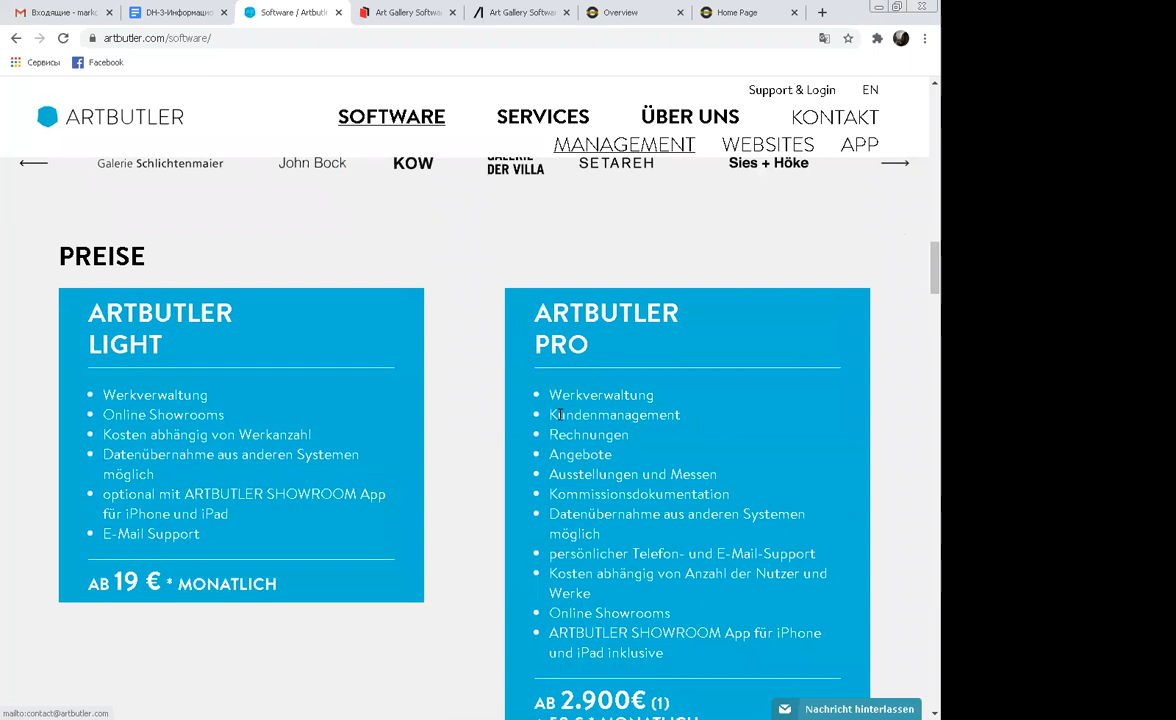 Входящие - marko
DH-3-Информацио
Software / Artbutl
Art Gallery Softwa
Art Gallery Softwa
Overview
Home Page
artbutler.com/software/
Сервисы
Facebook
Support & Login
EN
ARTBUTLER
SOFTWARE
SERVICES
ÜBER UNS
KONTAKT
MANAGEMENT
WEBSITES
APP
Galerie Schlichtenmaier
John Bock
KOW
GALERIE
DER VILLA
SETAREH
Sies + Höke
PREISE
ARTBUTLER
LIGHT
Werkverwaltung
Online Showrooms
Kosten abhängig von Werkanzahl
Datenübernahme aus anderen Systemen
möglich
optional mit ARTBUTLER SHOWROOM App
für iPhone und iPad
E-Mail Support
AB 19 € * MONATLICH
ARTBUTLER
PRO
Werkverwaltung
Kundenmanagement
Rechnungen
Angebote
Ausstellungen und Messen
Kommissionsdokumentation
Datenübernahme aus anderen Systemen
möglich
persönlicher Telefon- und E-Mail-Support
Kosten abhängig von Anzahl der Nutzer und
Werke
Online Showrooms
ARTBUTLER SHOWROOM App für iPhone
und iPad inklusive
AB 2.900€ (1)
Nachricht hinterlassen
mailto:contact@artbutler.com